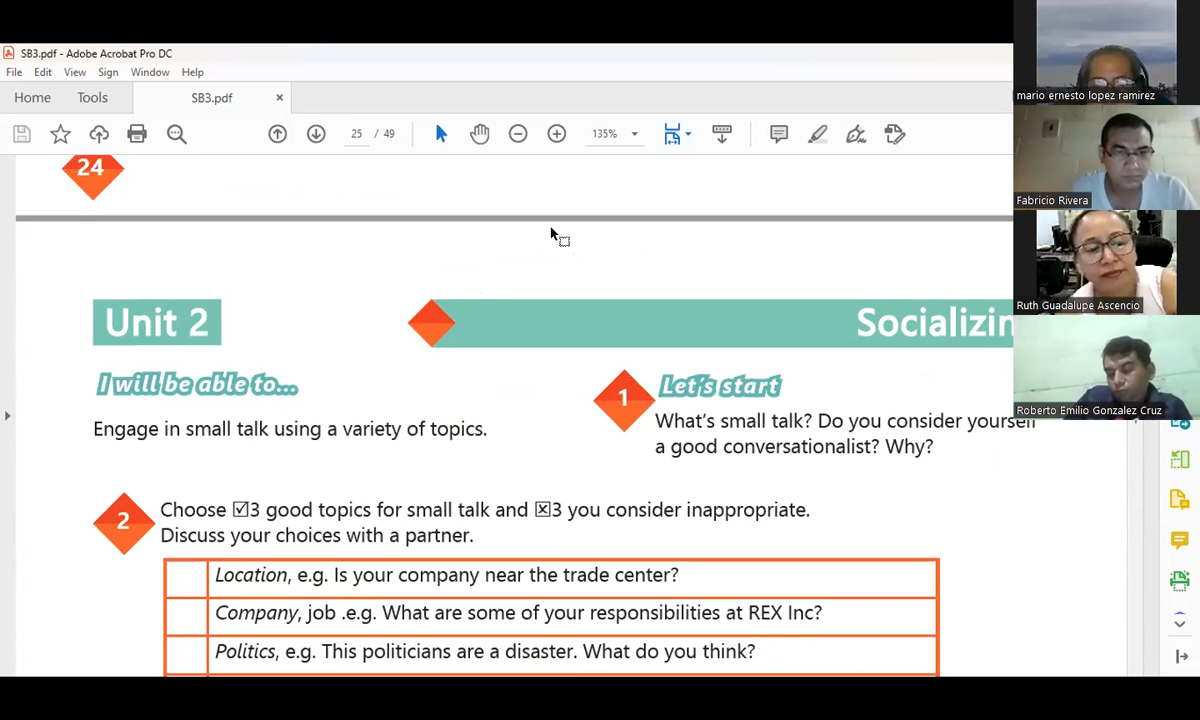 SB3.pdf - Adobe Acrobat Pro DC
File Edit View Sign Window Help
Home Tools SB3.pdf ×
25 / 49 135%
24
mario ernesto lopez ramirez
Fabricio Rivera
Ruth Guadalupe Ascencio
Roberto Emilio Gonzalez Cruz
Unit 2
Socializin
I will be able to...
Engage in small talk using a variety of topics.
1 Let's start
What's small talk? Do you consider yourself
a good conversationalist? Why?
2 Choose ☑3 good topics for small talk and ☒3 you consider inappropriate.
Discuss your choices with a partner.
Location, e.g. Is your company near the trade center?
Company, job .e.g. What are some of your responsibilities at REX Inc?
Politics, e.g. This politicians are a disaster. What do you think?